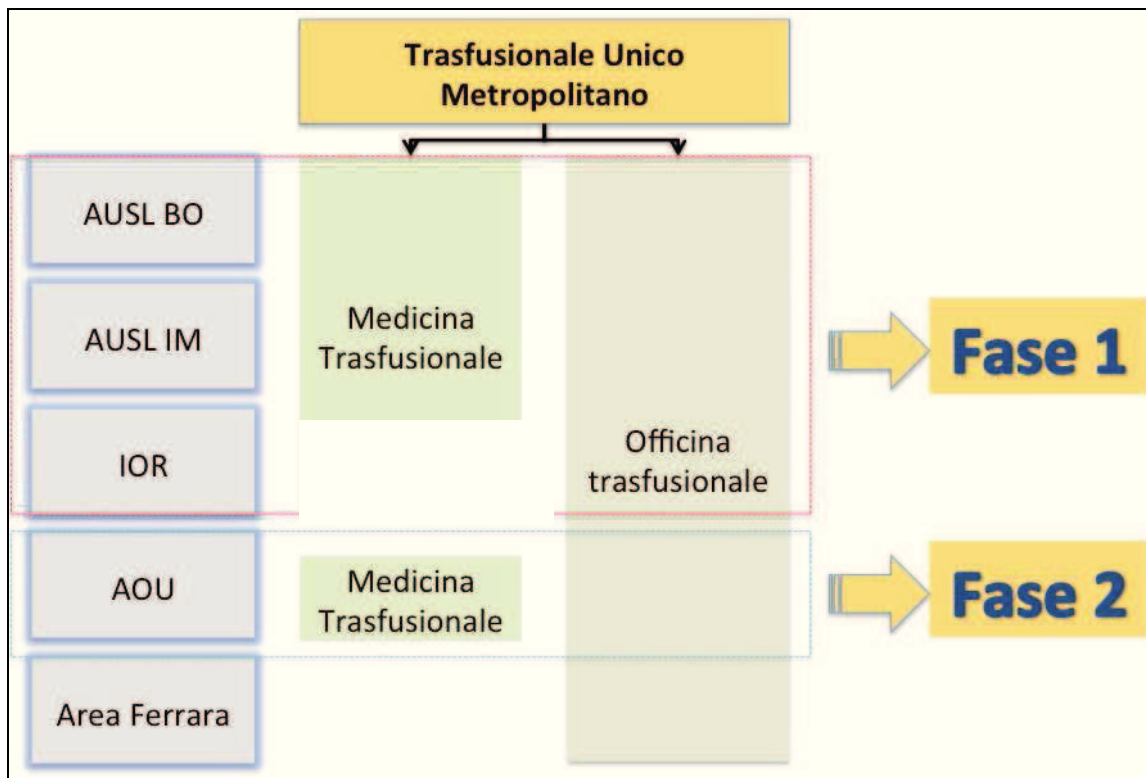 Trasfusionale Unico
Metropolitano
AUSL BO
AUSL IM
IOR
AOU
Area Ferrara
Medicina
Trasfusionale
Medicina
Trasfusionale
Officina
trasfusionale
Fase 1
Fase 2